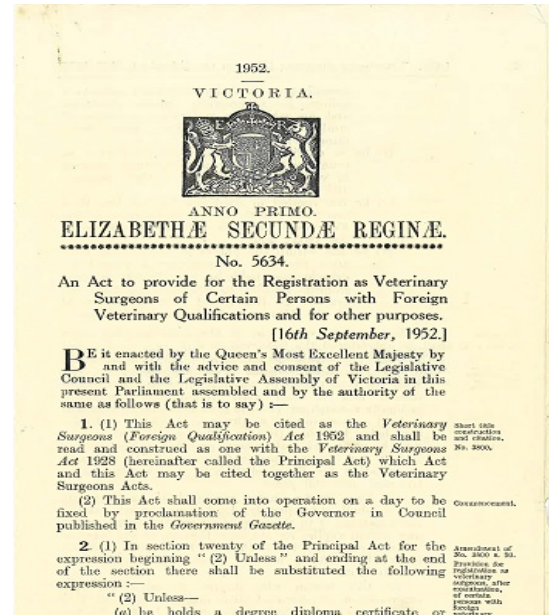 1952.
VICTORIA.
E R
ANNO PRIMO.
ELIZABETHÆ SECUNDÆ REGINÆ.
No. 5634.
An Act to provide for the Registration as Veterinary
Surgeons of Certain Persons with Foreign
Veterinary Qualifications and for other purposes.
[16th September, 1952.]
BE it enacted by the Queen's Most Excellent Majesty by
and with the advice and consent of the Legislative
Council and the Legislative Assembly of Victoria in this
present Parliament assembled and by the authority of the
same as follows (that is to say) :—
1. (1) This Act may be cited as the Veterinary
Surgeons (Foreign Qualification) Act 1952 and shall be
read and construed as one with the Veterinary Surgeons
Act 1928 (hereinafter called the Principal Act) which Act
and this Act may be cited together as the Veterinary
Surgeons Acts.
Short title
construction
and citation.
No. 3800.
(2) This Act shall come into operation on a day to be
fixed by proclamation of the Governor in Council
published in the Government Gazette.
Commencement.
2. (1) In section twenty of the Principal Act for the
expression beginning "(2) Unless" and ending at the end
of the section there shall be substituted the following
expression :—
"(2) Unless—
(a) he holds a degree diploma certificate or
Amendment of
No. 3800 s. 20.
Provision for
registration as
veterinary
surgeons, after
examination,
of certain
persons with
foreign
veterinary